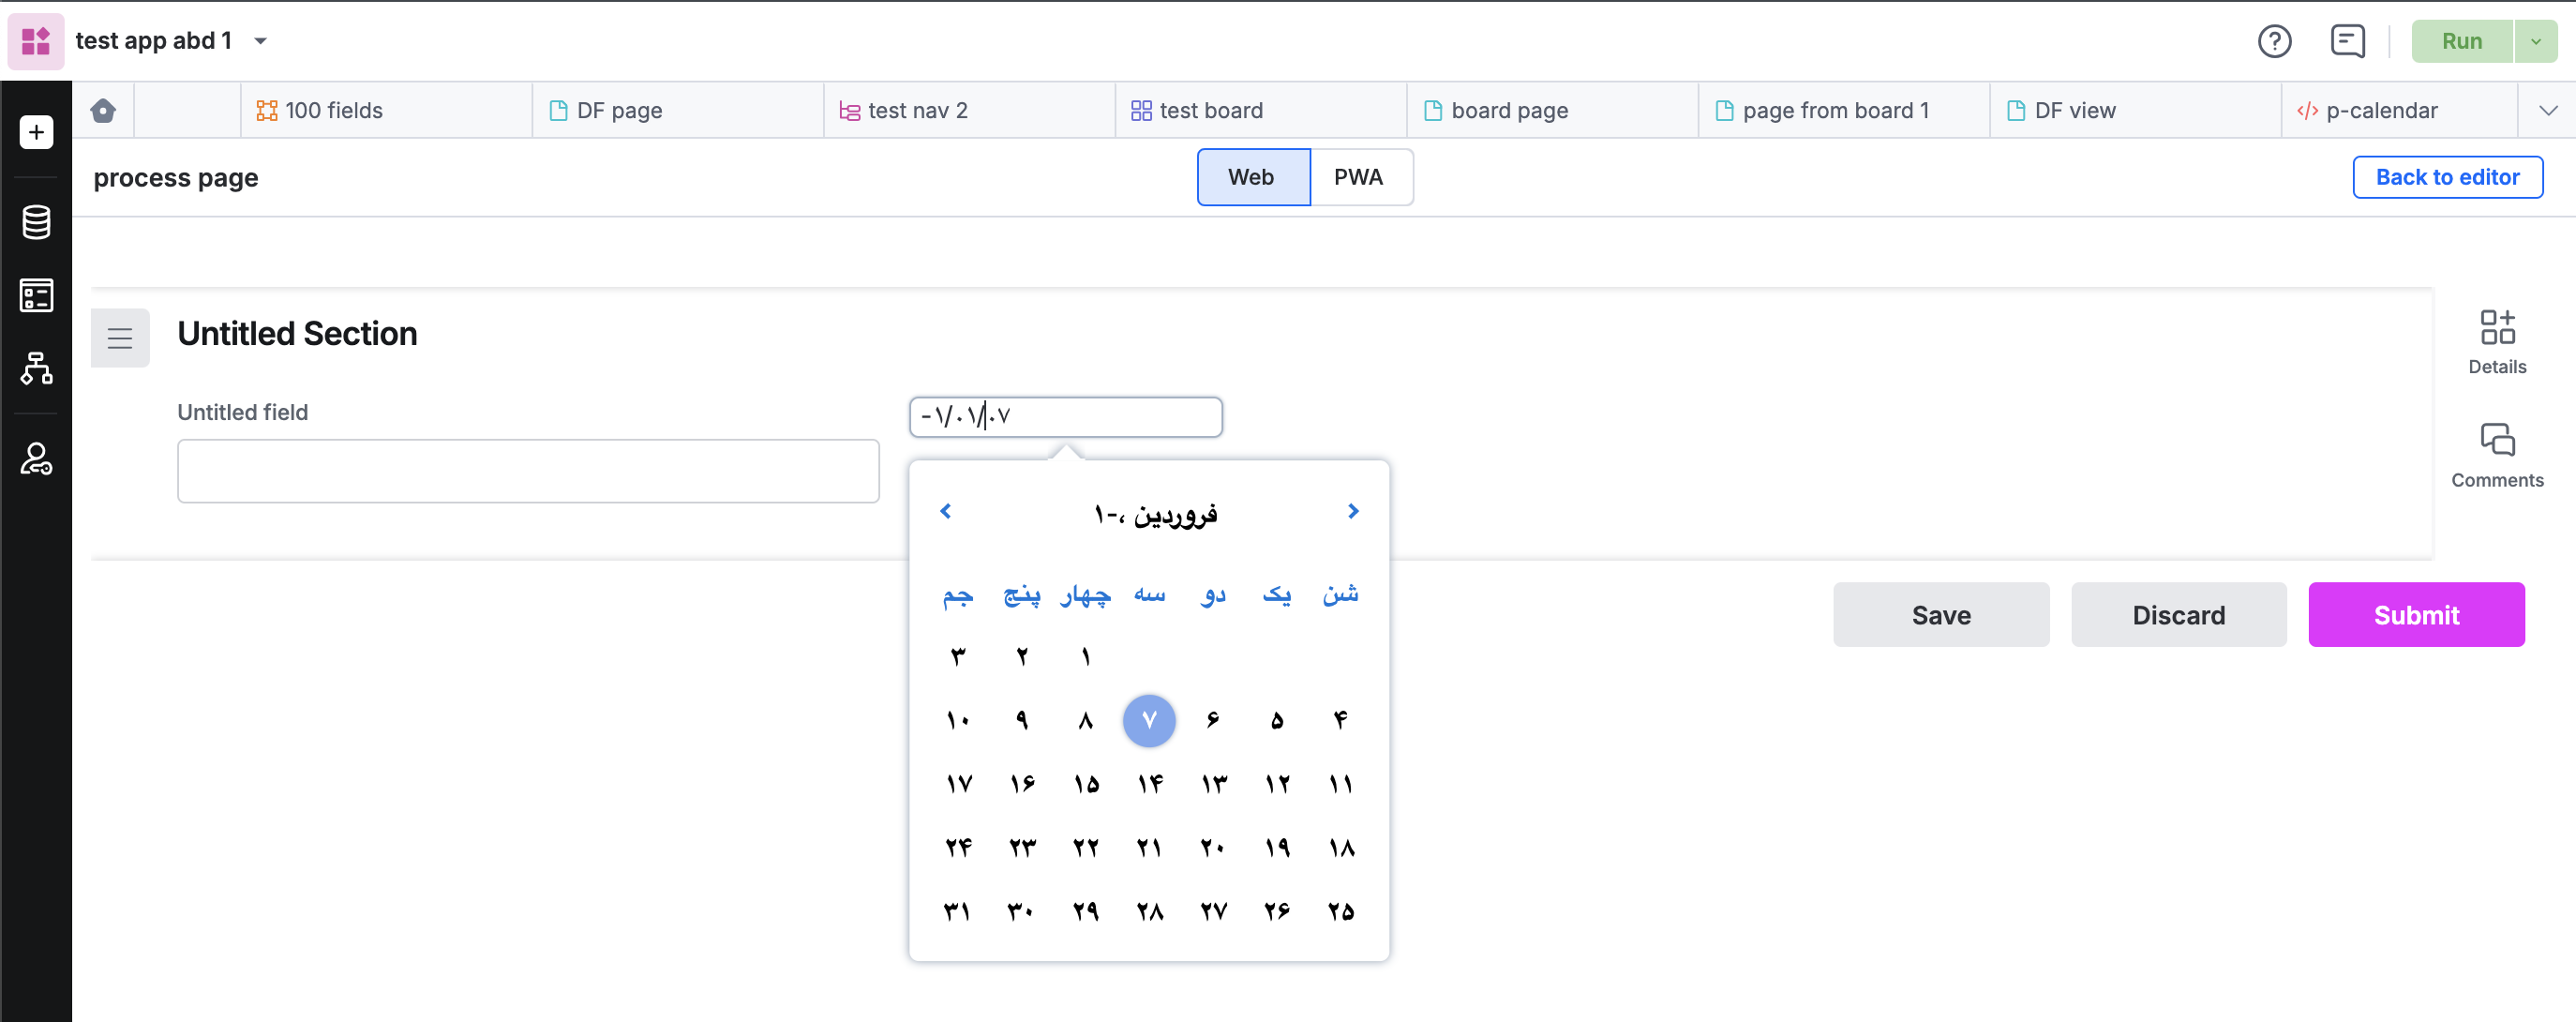 test app abd 1
Run
100 fields
DF page
test nav 2
test board
board page
page from board 1
DF view
p-calendar
process page
Web
PWA
Back to editor
Untitled Section
Details
Untitled field
-۱/۰۱/۰۷
Comments
فروردین ،-۱
شن یک دو سه چهار پنج جم
۱ ۲ ۳
۴ ۵ ۶ ۷ ۸ ۹ ۱۰
۱۱ ۱۲ ۱۳ ۱۴ ۱۵ ۱۶ ۱۷
۱۸ ۱۹ ۲۰ ۲۱ ۲۲ ۲۳ ۲۴
۲۵ ۲۶ ۲۷ ۲۸ ۲۹ ۳۰ ۳۱
Save
Discard
Submit